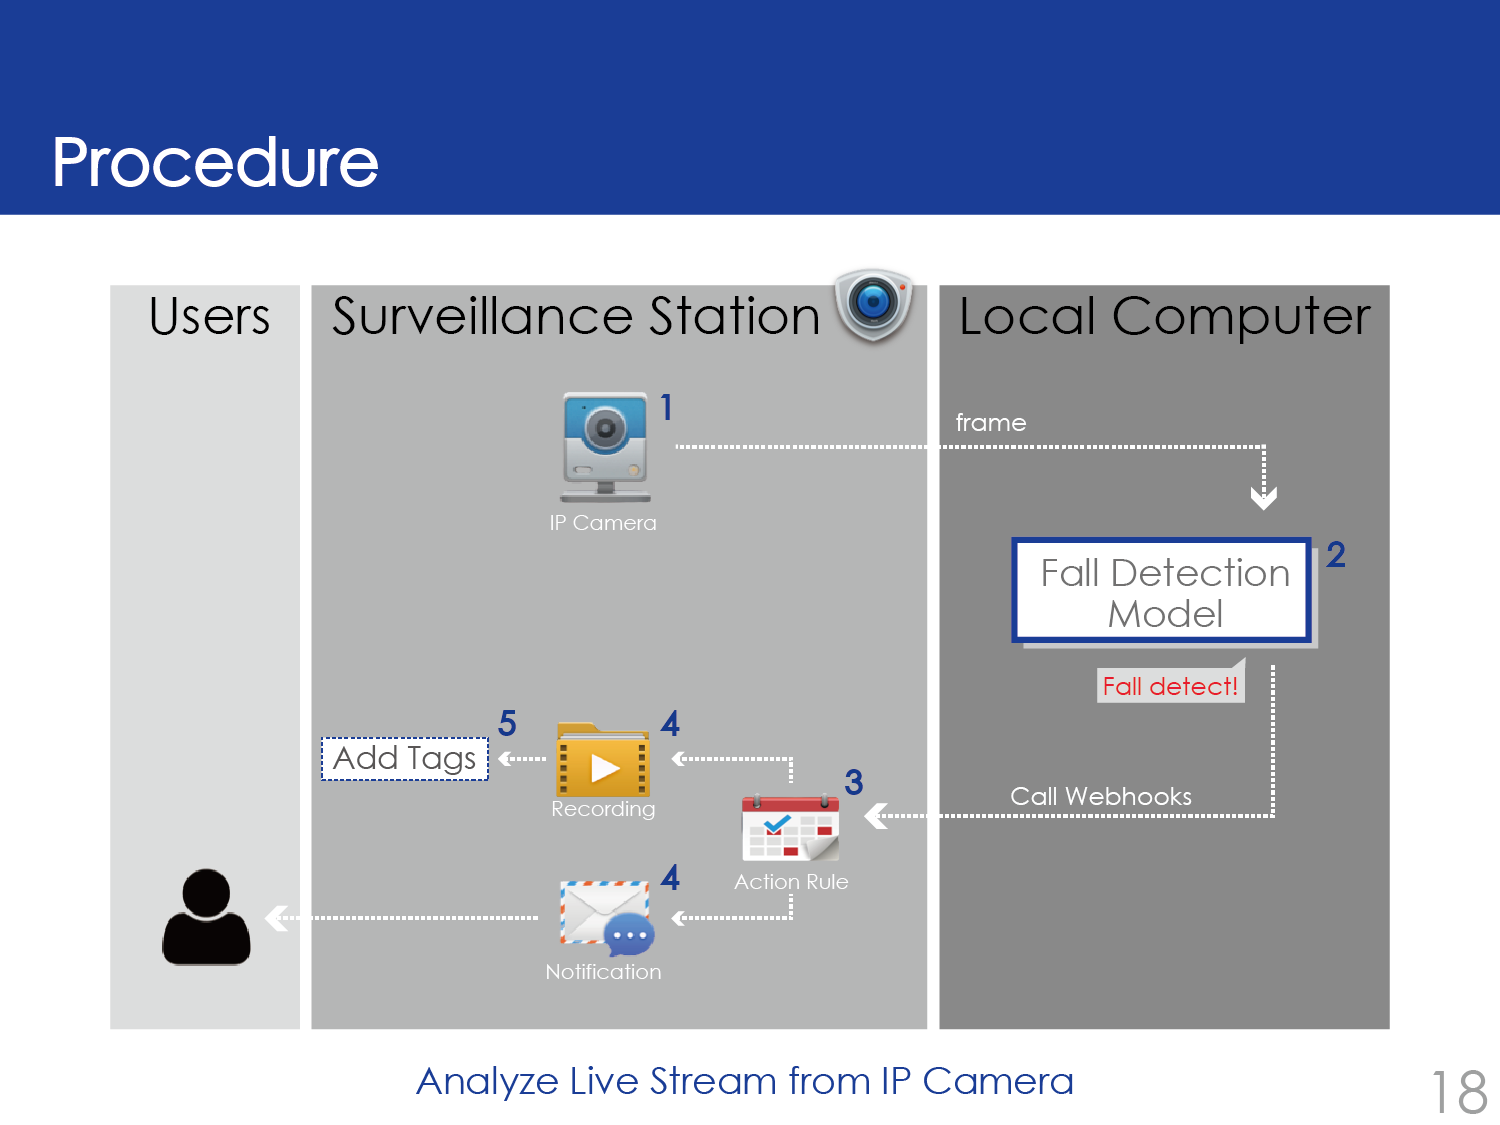 Procedure
Users
Surveillance Station
Local Computer
1
frame
IP Camera
2
Fall Detection
Model
Fall detect!
5
4
Add Tags
3
Recording
Call Webhooks
4
Action Rule
Notification
Analyze Live Stream from IP Camera
18